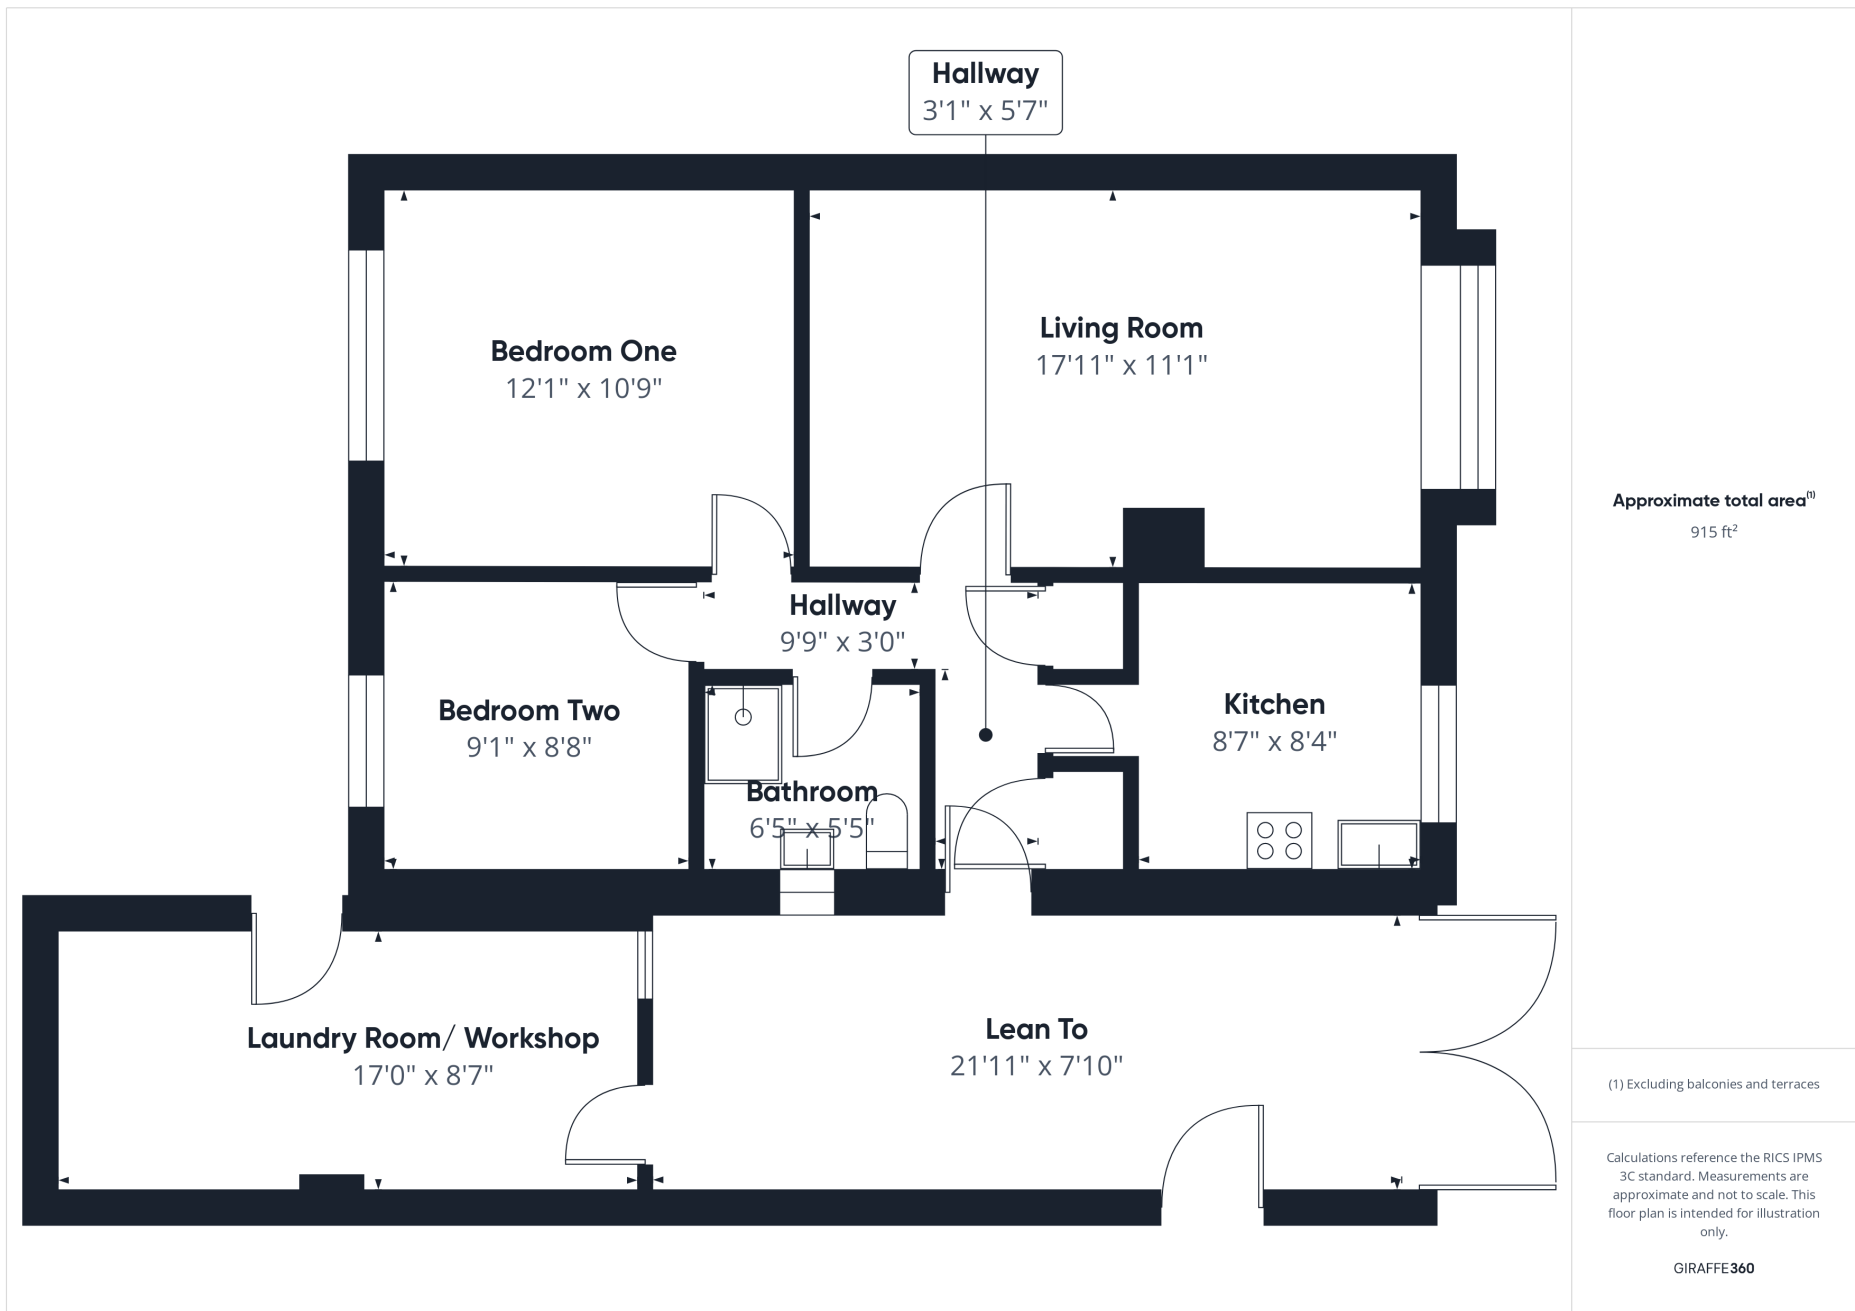 Hallway
3'1" x 5'7"
Bedroom One
12'1" x 10'9"
Living Room
17'11" x 11'1"
Hallway
9'9" x 3'0"
Bedroom Two
9'1" x 8'8"
Bathroom
6'5" x 5'5"
Kitchen
8'7" x 8'4"
Laundry Room/ Workshop
17'0" x 8'7"
Lean To
21'11" x 7'10"
Approximate total area⁽¹⁾
915 ft²
(1) Excluding balconies and terraces
Calculations reference the RICS IPMS
3C standard. Measurements are
approximate and not to scale. This
floor plan is intended for illustration
only.
GIRAFFE360